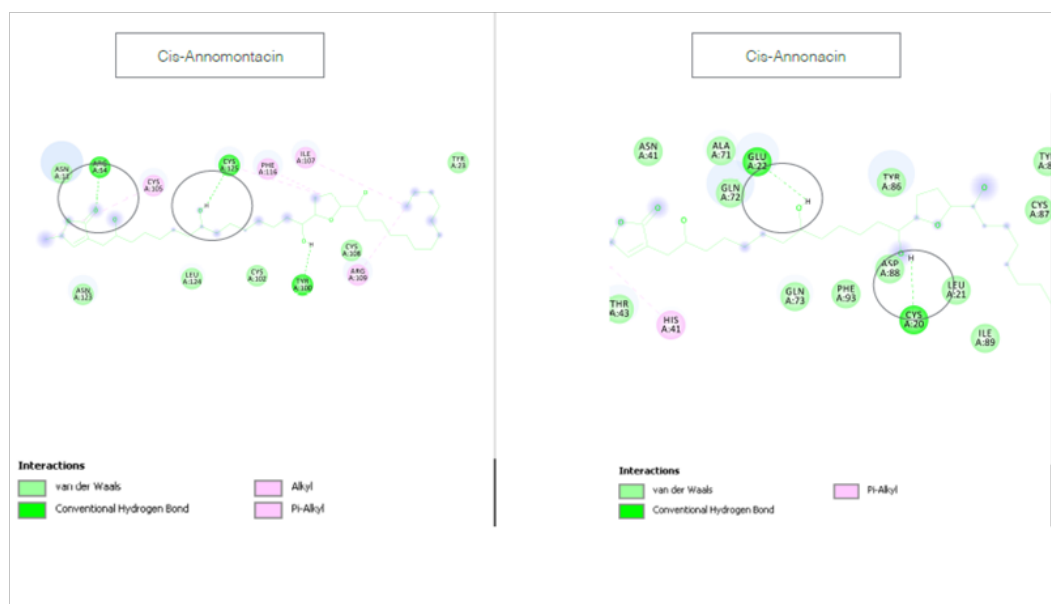 Cis-Annomontacin
ASN
ARG
CYS
A:105
CYS
A:125
PHE
A:116
ILE
A:107
TYR
A:23
ASN
A:123
LEU
A:124
CYS
A:102
TYR
A:100
CYS
A:108
ARG
A:109
H
H
Interactions
van der Waals
Conventional Hydrogen Bond
Alkyl
Pi-Alkyl
Cis-Annonacin
ASN
A:41
ALA
A:71
GLU
A:22
GLN
A:72
TYR
A:86
CYS
A:87
H
O
O
THR
A:43
HIS
A:41
GLN
A:73
PHE
A:93
ASP
A:88
H
LEU
A:21
CYS
A:20
ILE
A:89
Interactions
van der Waals
Conventional Hydrogen Bond
Pi-Alkyl